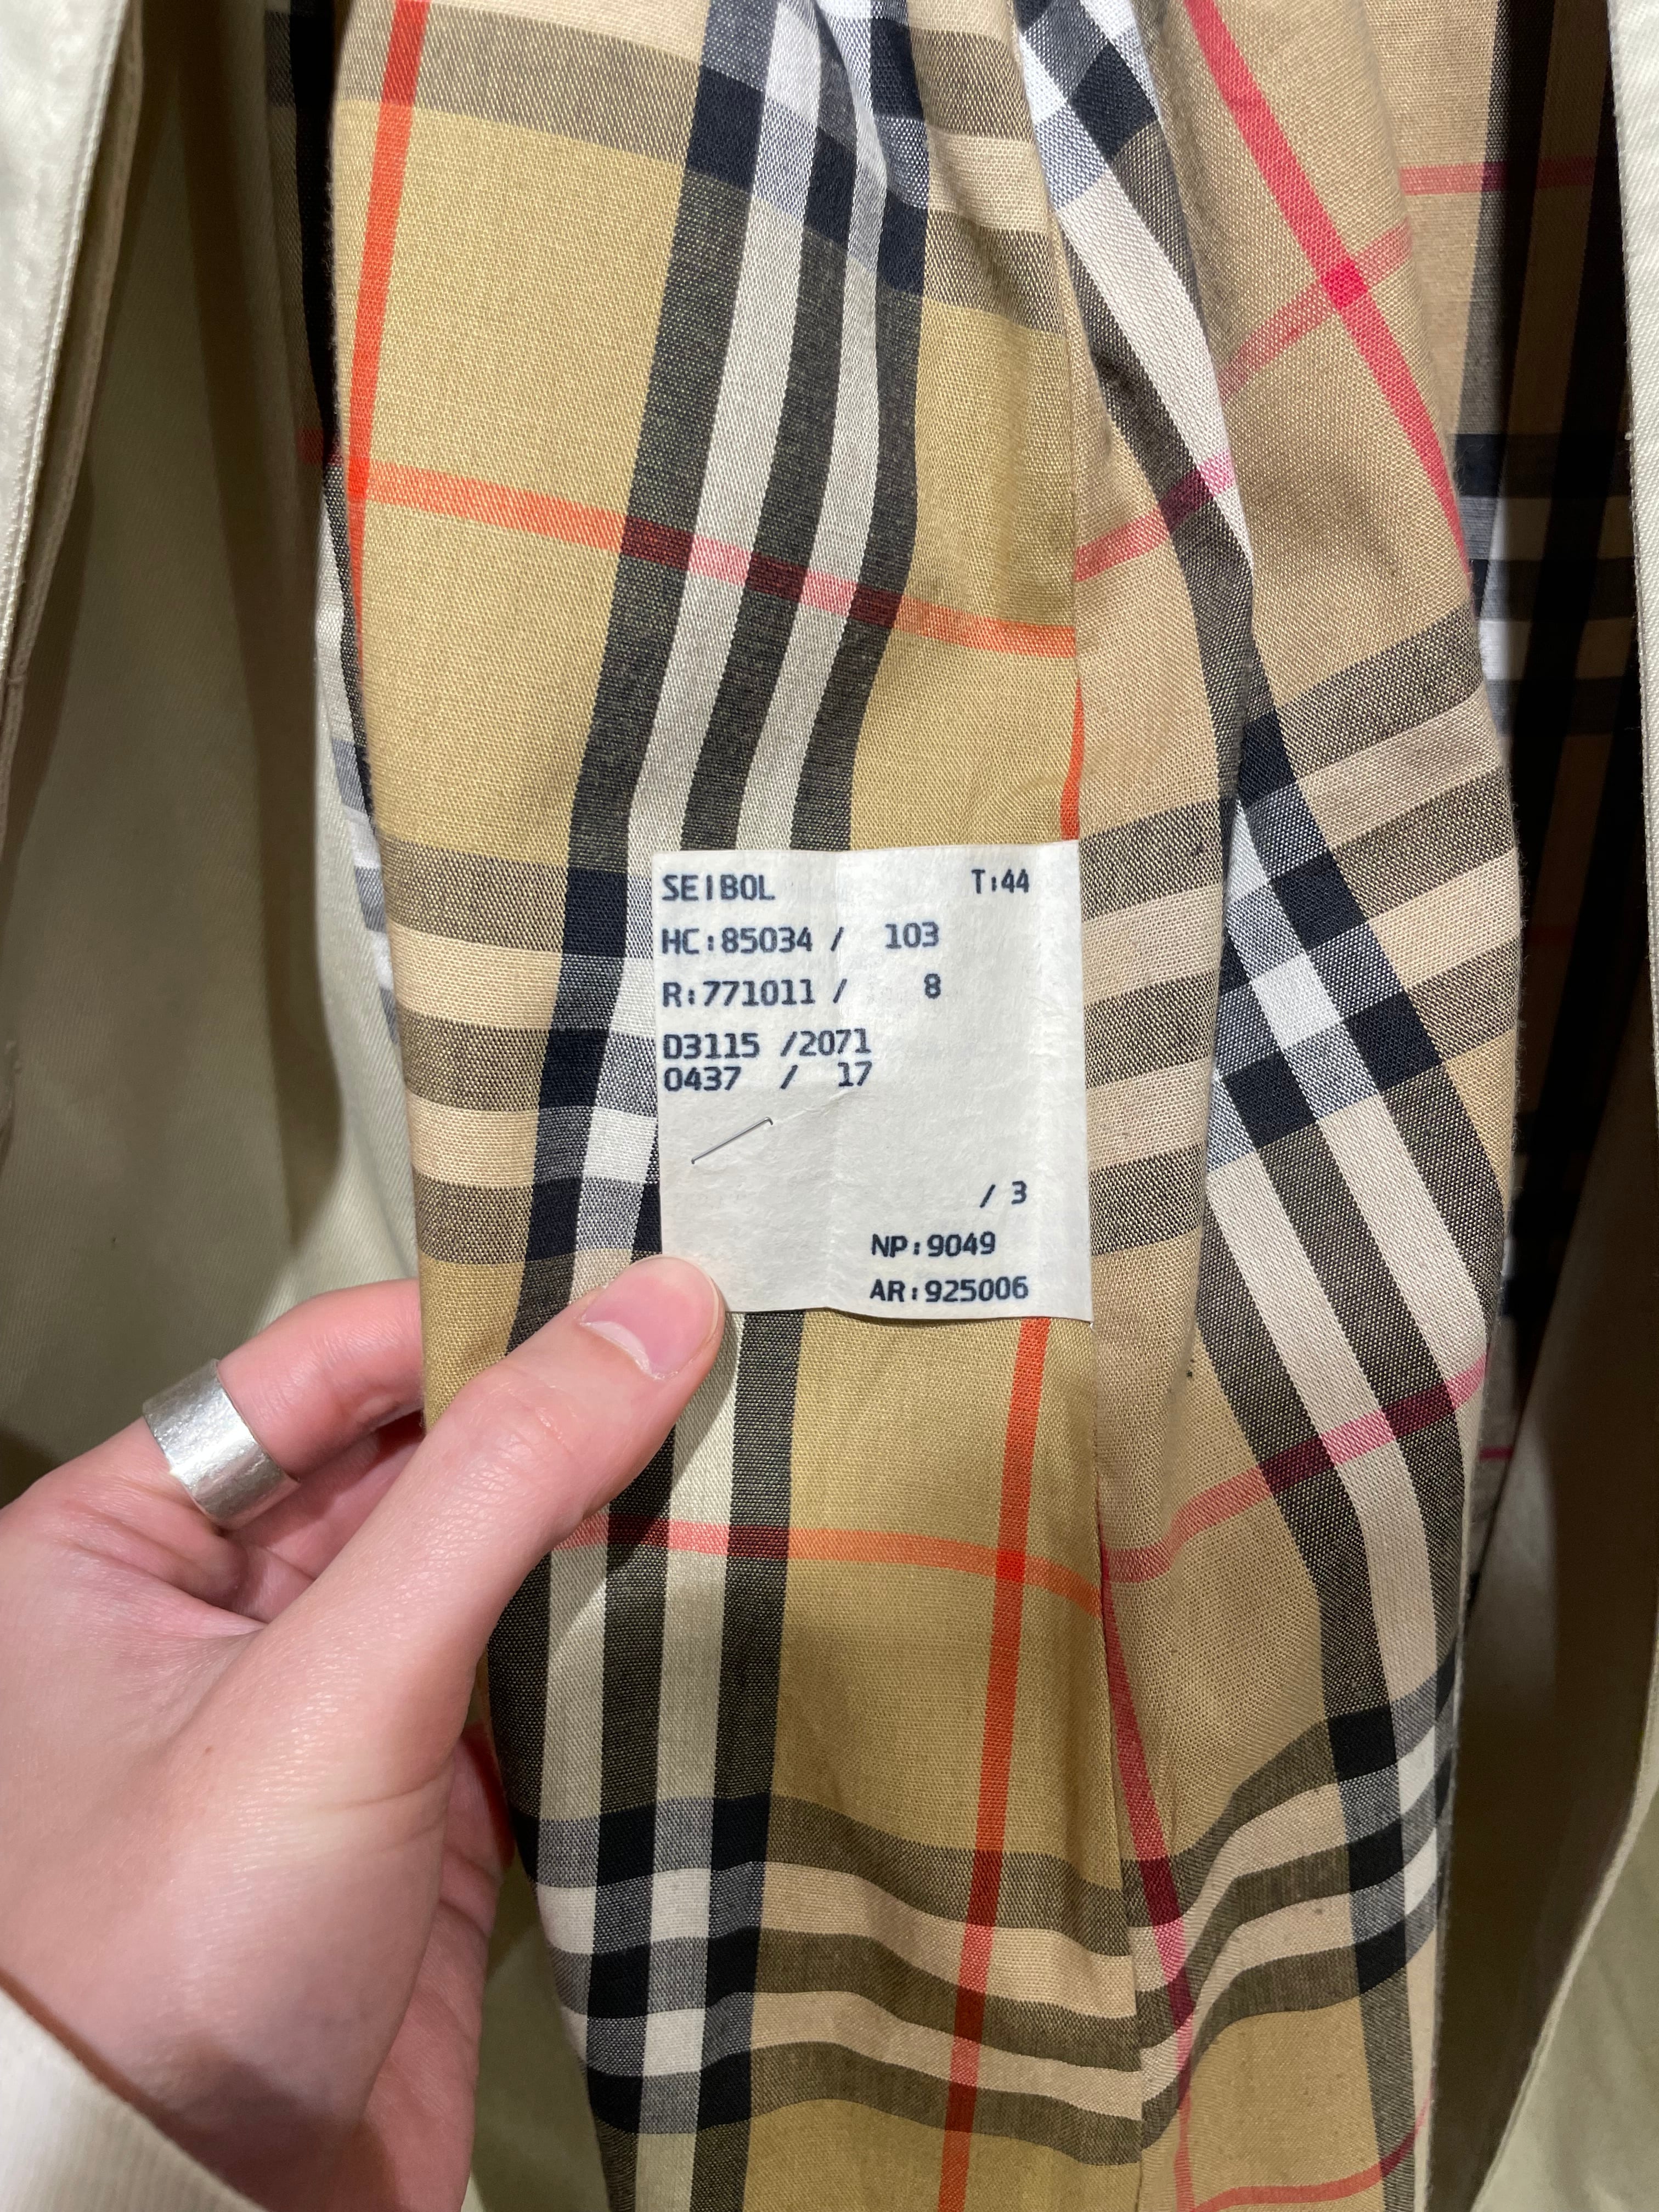 SEIBOL T:44
HC:85034 / 103
R:771011 / 8
D3115 /2071
0437 / 17
/ 3
NP:9049
AR:925006